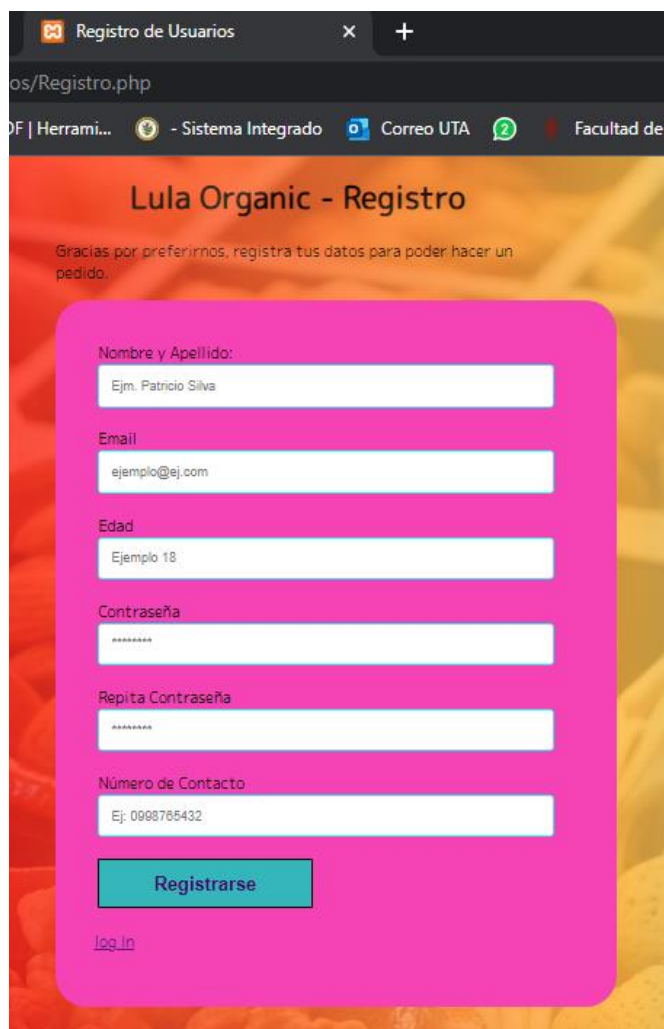 Registro de Usuarios
os/Registro.php
DF | Herrami...
- Sistema Integrado
Correo UTA
2
Facultad de
Lula Organic - Registro
Gracias por preferirnos, registra tus datos para poder hacer un
pedido.
Nombre y Apellido:
Ejm. Patricio Silva
Email
ejemplo@ej.com
Edad
Ejemplo 18
Contraseña
********
Repita Contraseña
********
Número de Contacto
Ej: 0998765432
Registrarse
log In